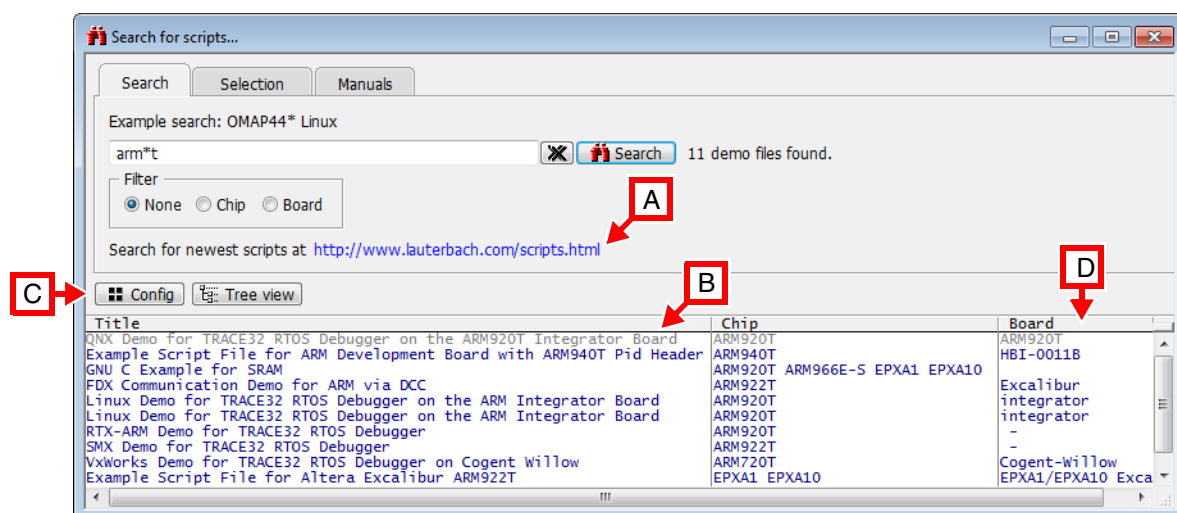 Search for scripts...
Search Selection Manuals
Example search: OMAP44* Linux
arm*t Search 11 demo files found.
Filter
None Chip Board
A
Search for newest scripts at http://www.lauterbach.com/scripts.html
D
B
C Config Tree view
Title Chip Board
QNX Demo for TRACE32 RTOS Debugger on the ARM920T Integrator Board ARM920T ARM920T
Example Script File for ARM Development Board with ARM940T Pid Header ARM940T HBI-0011B
GNU C Example for SRAM ARM920T ARM966E-S EPXA1 EPXA10
FDX Communication Demo for ARM via DCC ARM922T Excalibur
Linux Demo for TRACE32 RTOS Debugger on the ARM Integrator Board ARM920T integrator
Linux Demo for TRACE32 RTOS Debugger on the ARM Integrator Board ARM920T integrator
RTX-ARM Demo for TRACE32 RTOS Debugger ARM920T -
SMX Demo for TRACE32 RTOS Debugger ARM922T -
VxWorks Demo for TRACE32 RTOS Debugger on Cogent Willow ARM720T Cogent-Willow
Example Script File for Altera Excalibur ARM922T EPXA1 EPXA10 EPXA1/EPXA10 Exca